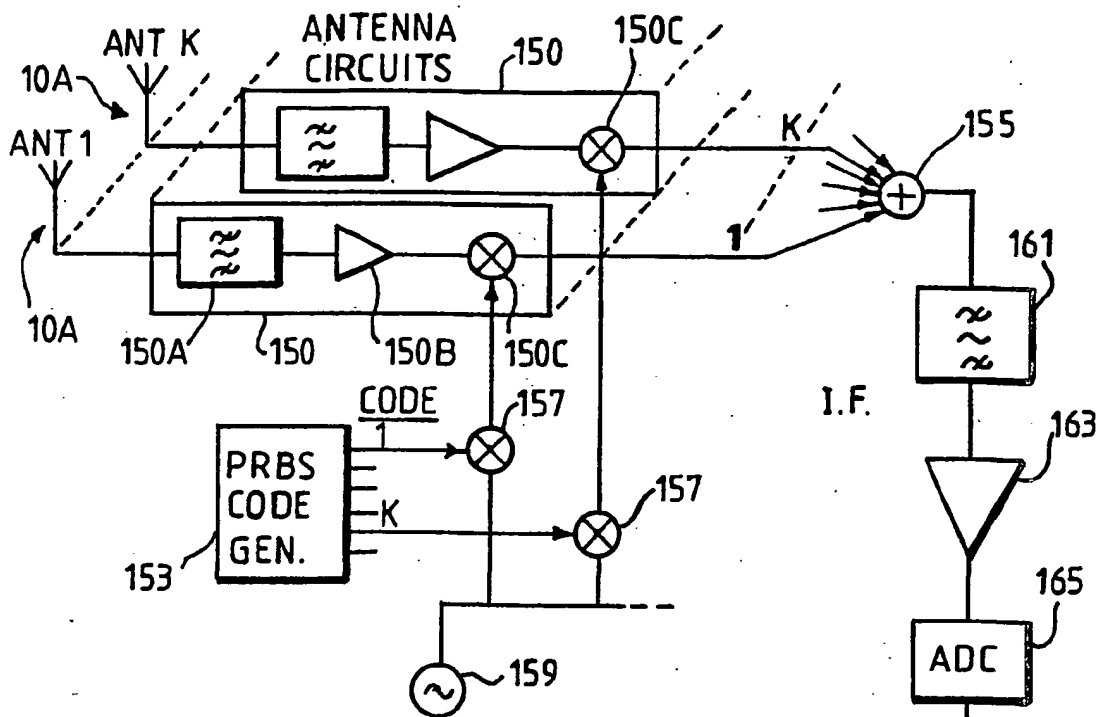 ANTENNA
CIRCUITS
150
150C
ANT K
10A
ANT 1
K
155
1
10A
150A
150
150B
150C
161
I.F.
CODE
1
157
163
PRBS
CODE
GEN.
K
157
153
165
ADC
159